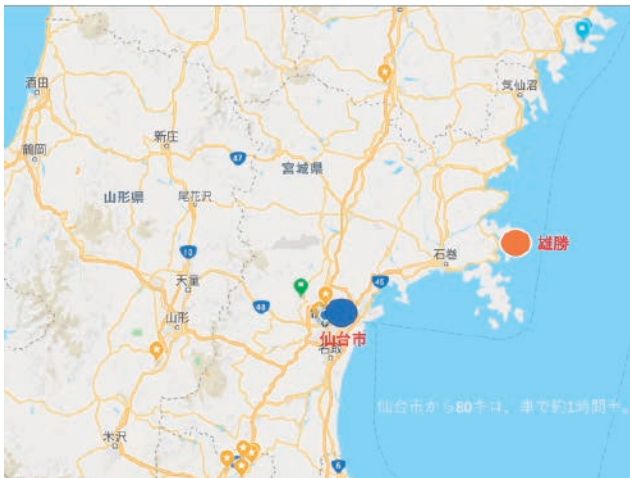 酒田
気仙沼
鶴岡
新庄
47
宮城県
山形県
尾花沢
雄勝
13
石巻
天童
45
48
山形
仙台市
名取
仙台市から80キロ、車で約1時間半。
米沢
6